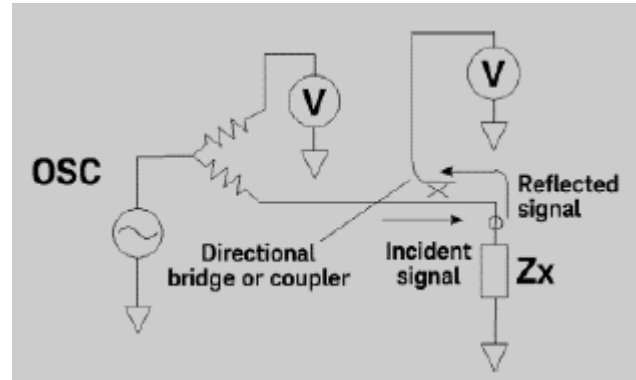 V
V
OSC
Reflected
signal
Directional
bridge or coupler
Incident
signal
Zx